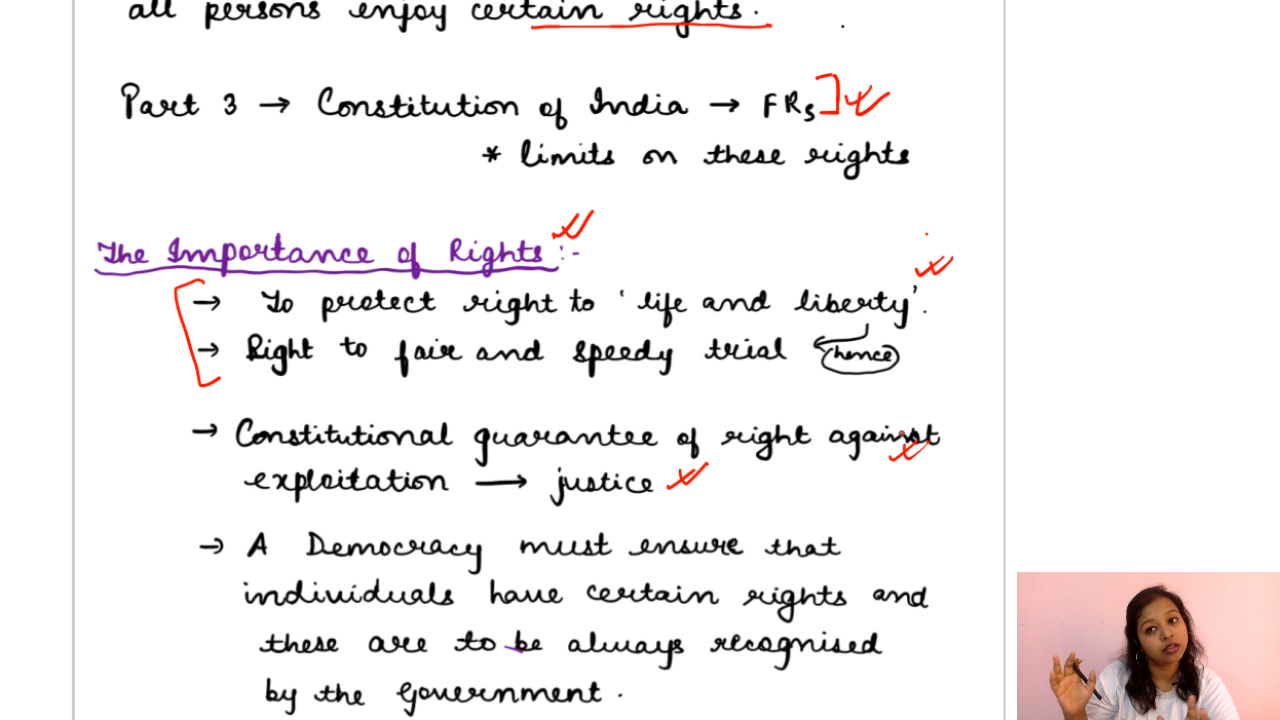 all persons enjoy certain rights.
Part 3 → Constitution of India → FRs]
* limits on these rights
The Importance of Rights :-
→ To protect right to 'life and liberty'.
→ Right to fair and speedy trial (hence)
→ Constitutional guarantee of right against
exploitation → justice
→ A Democracy must ensure that
individuals have certain rights and
these are to be always recognised
by the Government.